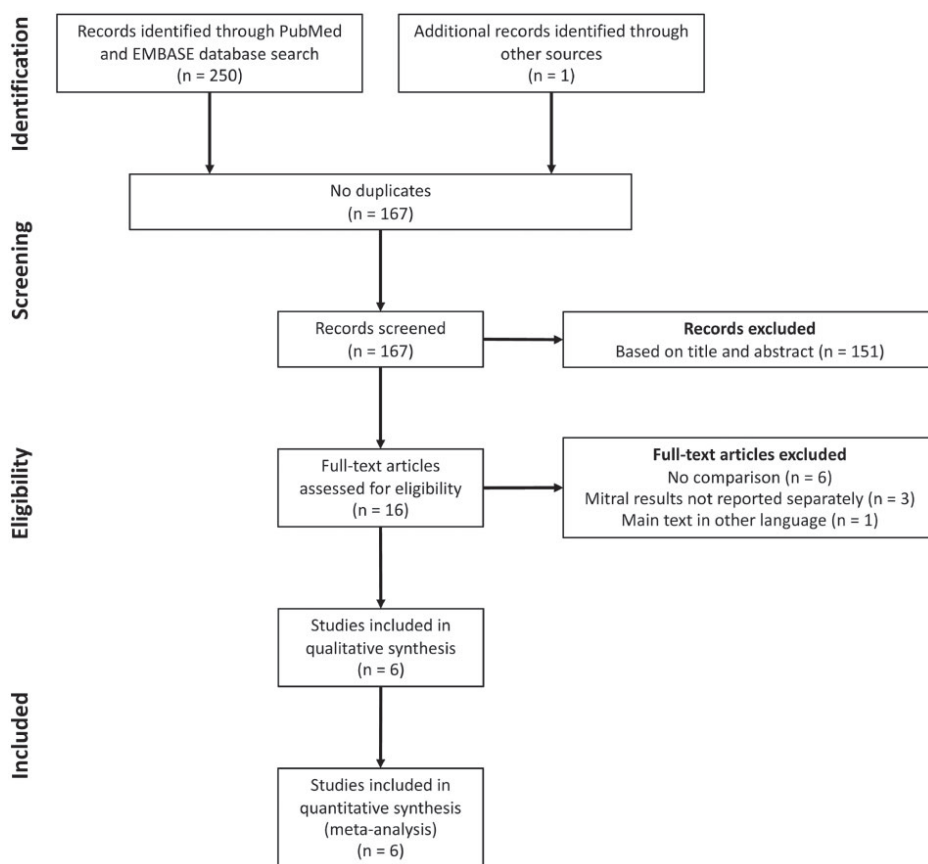 Identification
Records identified through PubMed
and EMBASE database search
(n = 250)
Additional records identified through
other sources
(n = 1)
No duplicates
(n = 167)
Screening
Records screened
(n = 167)
Records excluded
Based on title and abstract (n = 151)
Eligibility
Full-text articles
assessed for eligibility
(n = 16)
Full-text articles excluded
No comparison (n = 6)
Mitral results not reported separately (n = 3)
Main text in other language (n = 1)
Included
Studies included in
qualitative synthesis
(n = 6)
Studies included in
quantitative synthesis
(meta-analysis)
(n = 6)